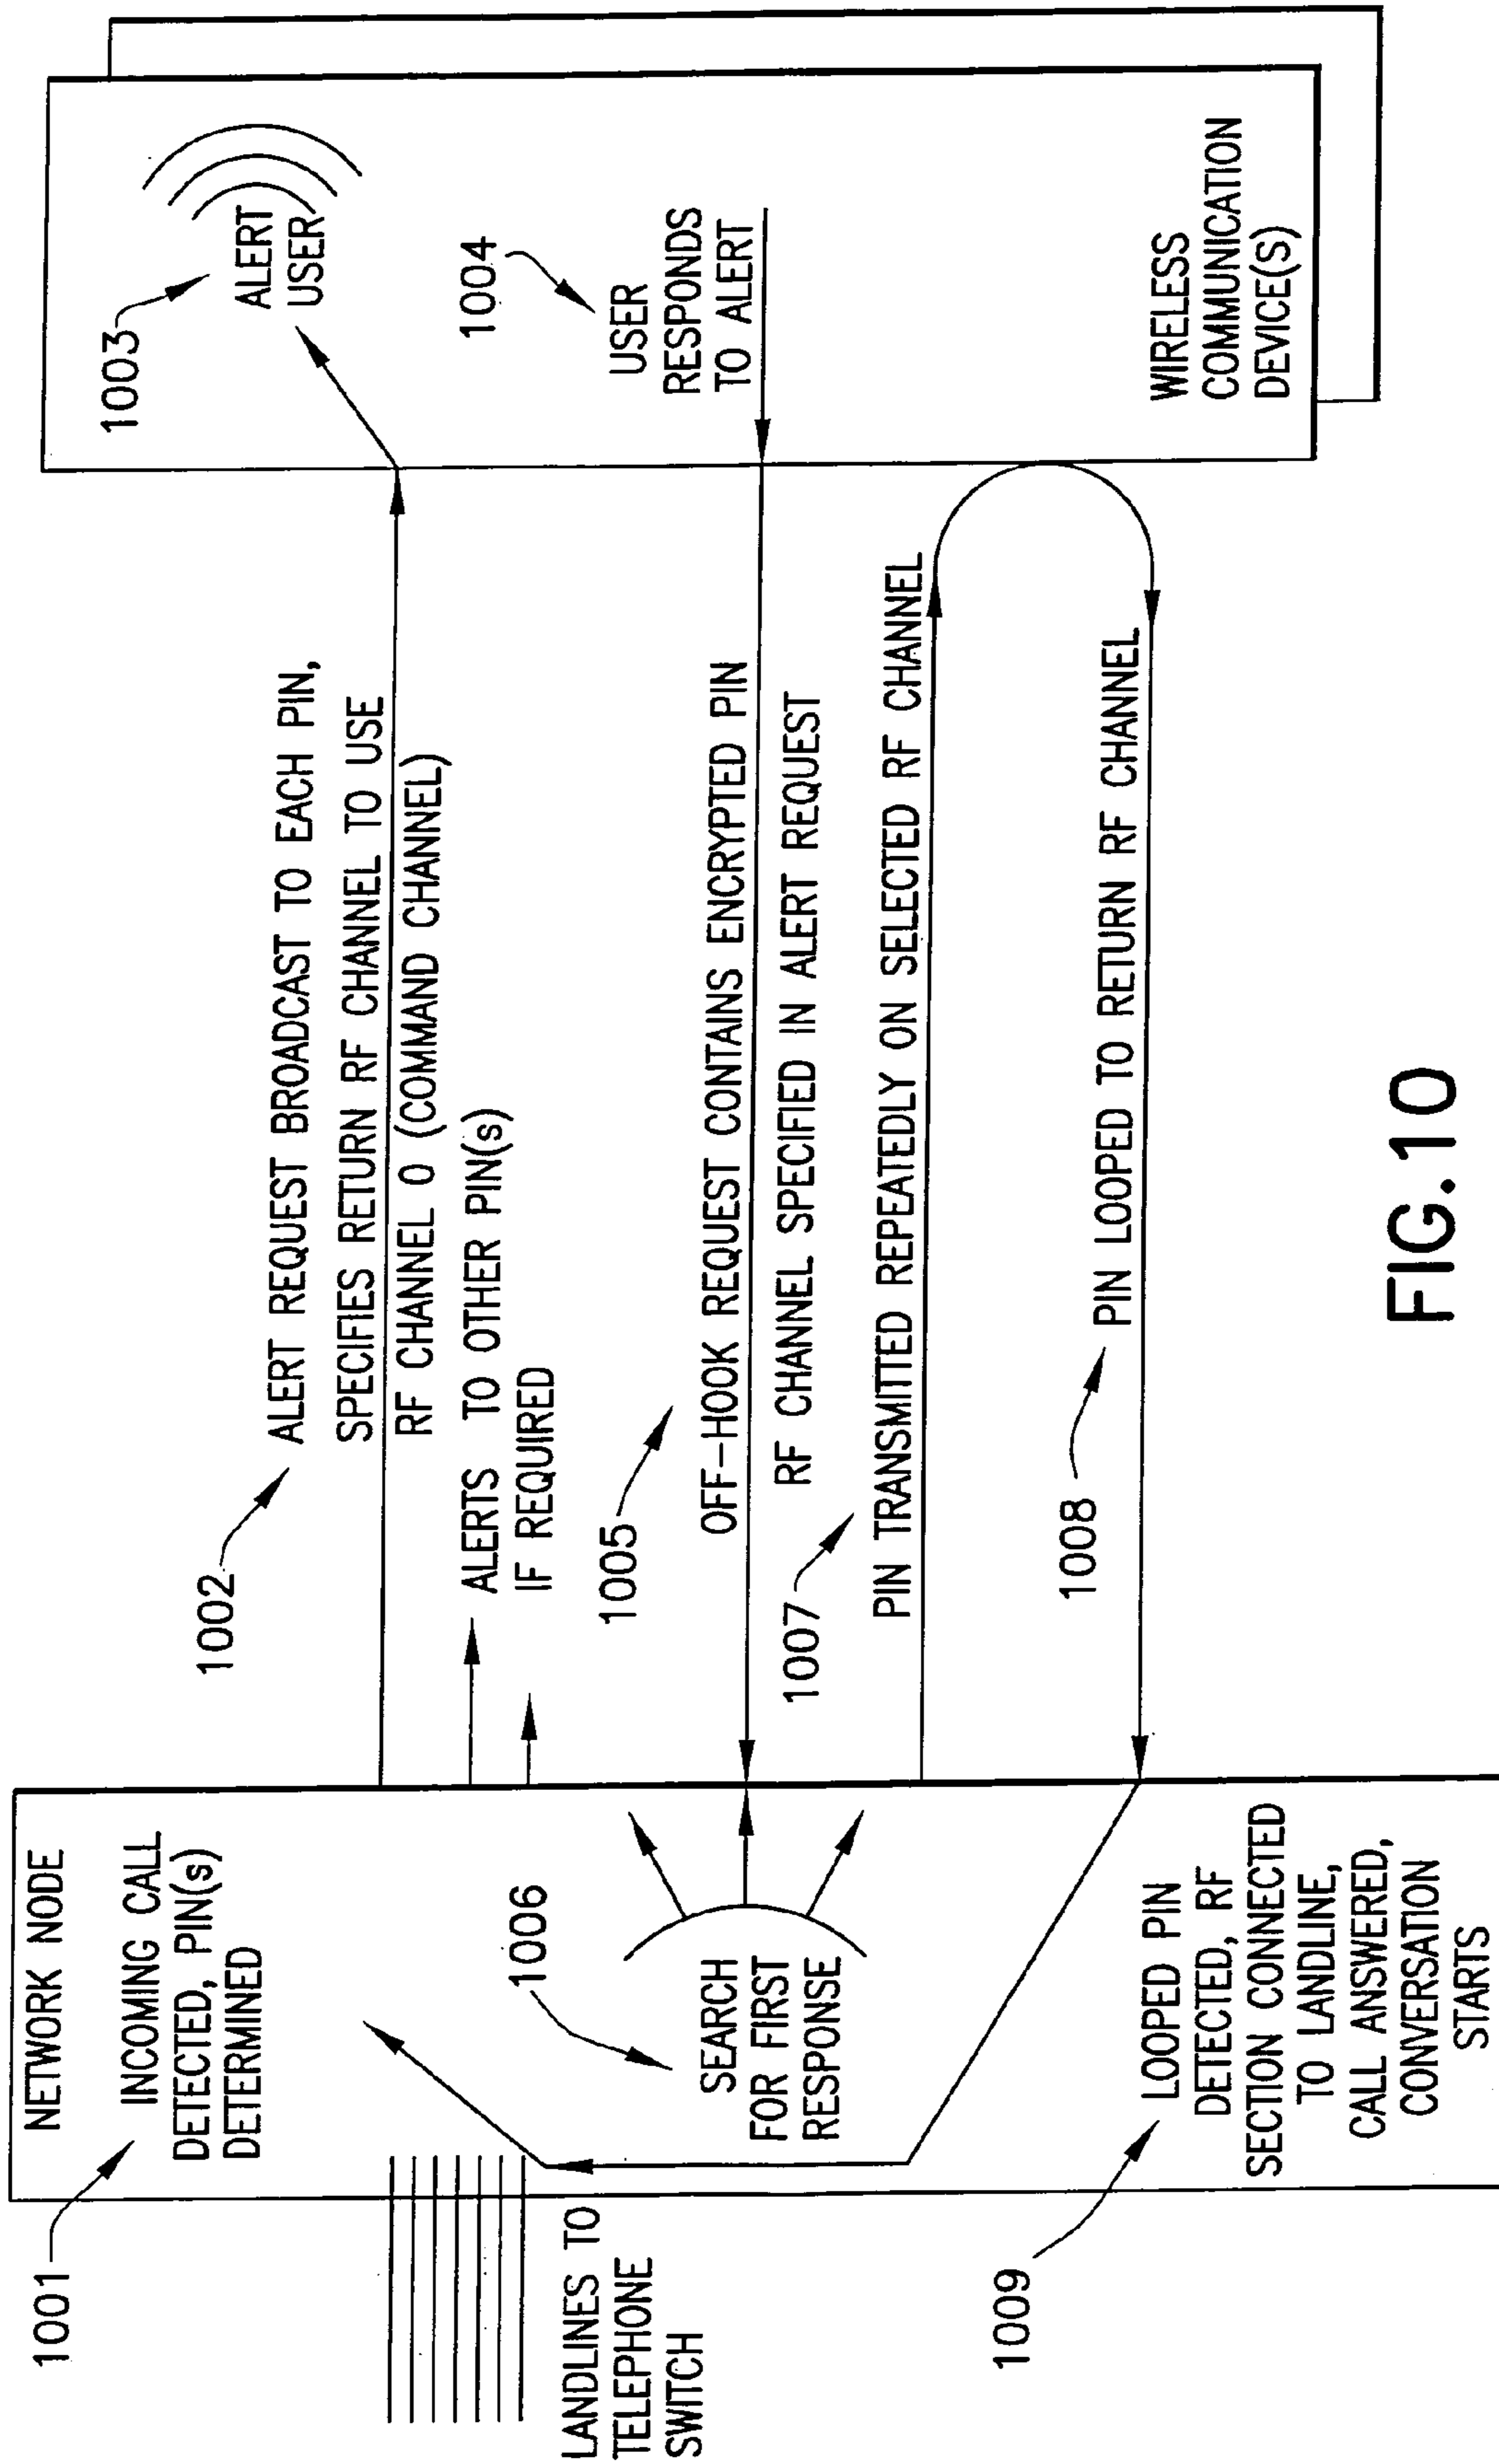 NETWORK NODE
1001
INCOMING CALL
DETECTED, PIN(s)
DETERMINED
LANDLINES TO
TELEPHONE
SWITCH
1002
ALERT REQUEST BROADCAST TO EACH PIN,
SPECIFIES RETURN RF CHANNEL TO USE
RF CHANNEL 0 (COMMAND CHANNEL)
ALERTS TO OTHER PIN(s)
IF REQUIRED
1003
ALERT
USER
1004
USER
RESPONDS
TO ALERT
1005
OFF-HOOK REQUEST CONTAINS ENCRYPTED PIN
RF CHANNEL SPECIFIED IN ALERT REQUEST
1006
SEARCH
FOR FIRST
RESPONSE
1007
PIN TRANSMITTED REPEATEDLY ON SELECTED RF CHANNEL
1008
PIN LOOPED TO RETURN RF CHANNEL
1009
LOOPED PIN
DETECTED, RF
SECTION CONNECTED
TO LANDLINE,
CALL ANSWERED,
CONVERSATION
STARTS
WIRELESS
COMMUNICATION
DEVICE(S)
FIG.10